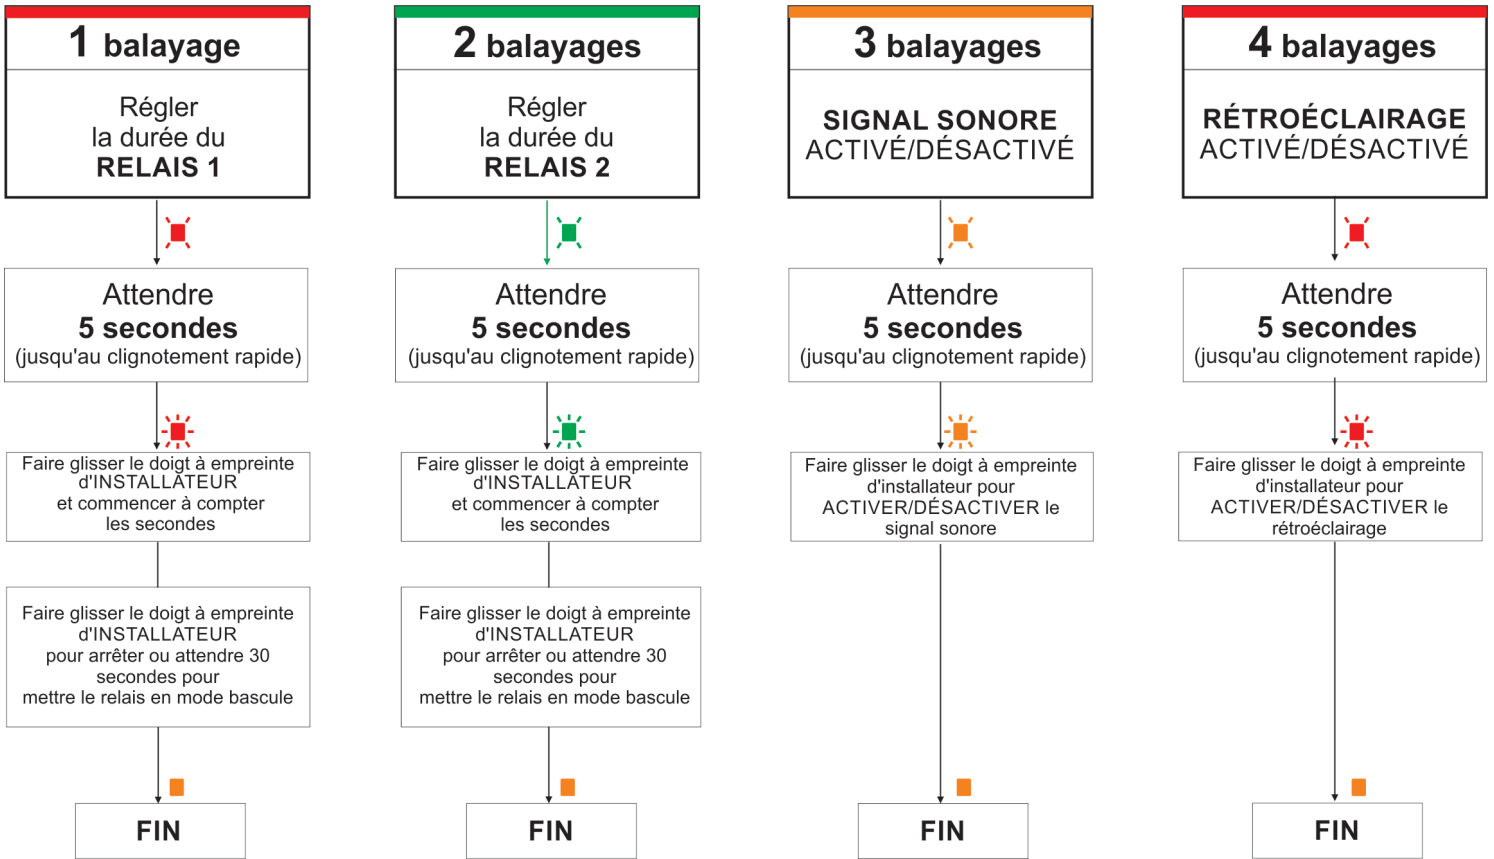 1 balayage
Régler
la durée du
RELAIS 1
Attendre
5 secondes
(jusqu'au clignotement rapide)
Faire glisser le doigt à empreinte
d'INSTALLATEUR
et commencer à compter
les secondes
Faire glisser le doigt à empreinte
d'INSTALLATEUR
pour arrêter ou attendre 30
secondes pour
mettre le relais en mode bascule
FIN
2 balayages
Régler
la durée du
RELAIS 2
Attendre
5 secondes
(jusqu'au clignotement rapide)
Faire glisser le doigt à empreinte
d'INSTALLATEUR
et commencer à compter
les secondes
Faire glisser le doigt à empreinte
d'INSTALLATEUR
pour arrêter ou attendre 30
secondes pour
mettre le relais en mode bascule
FIN
3 balayages
SIGNAL SONORE
ACTIVÉ/DÉSACTIVÉ
Attendre
5 secondes
(jusqu'au clignotement rapide)
Faire glisser le doigt à empreinte
d'installateur pour
ACTIVER/DÉSACTIVER le
signal sonore
FIN
4 balayages
RÉTROÉCLAIRAGE
ACTIVÉ/DÉSACTIVÉ
Attendre
5 secondes
(jusqu'au clignotement rapide)
Faire glisser le doigt à empreinte
d'installateur pour
ACTIVER/DÉSACTIVER le
rétroéclairage
FIN